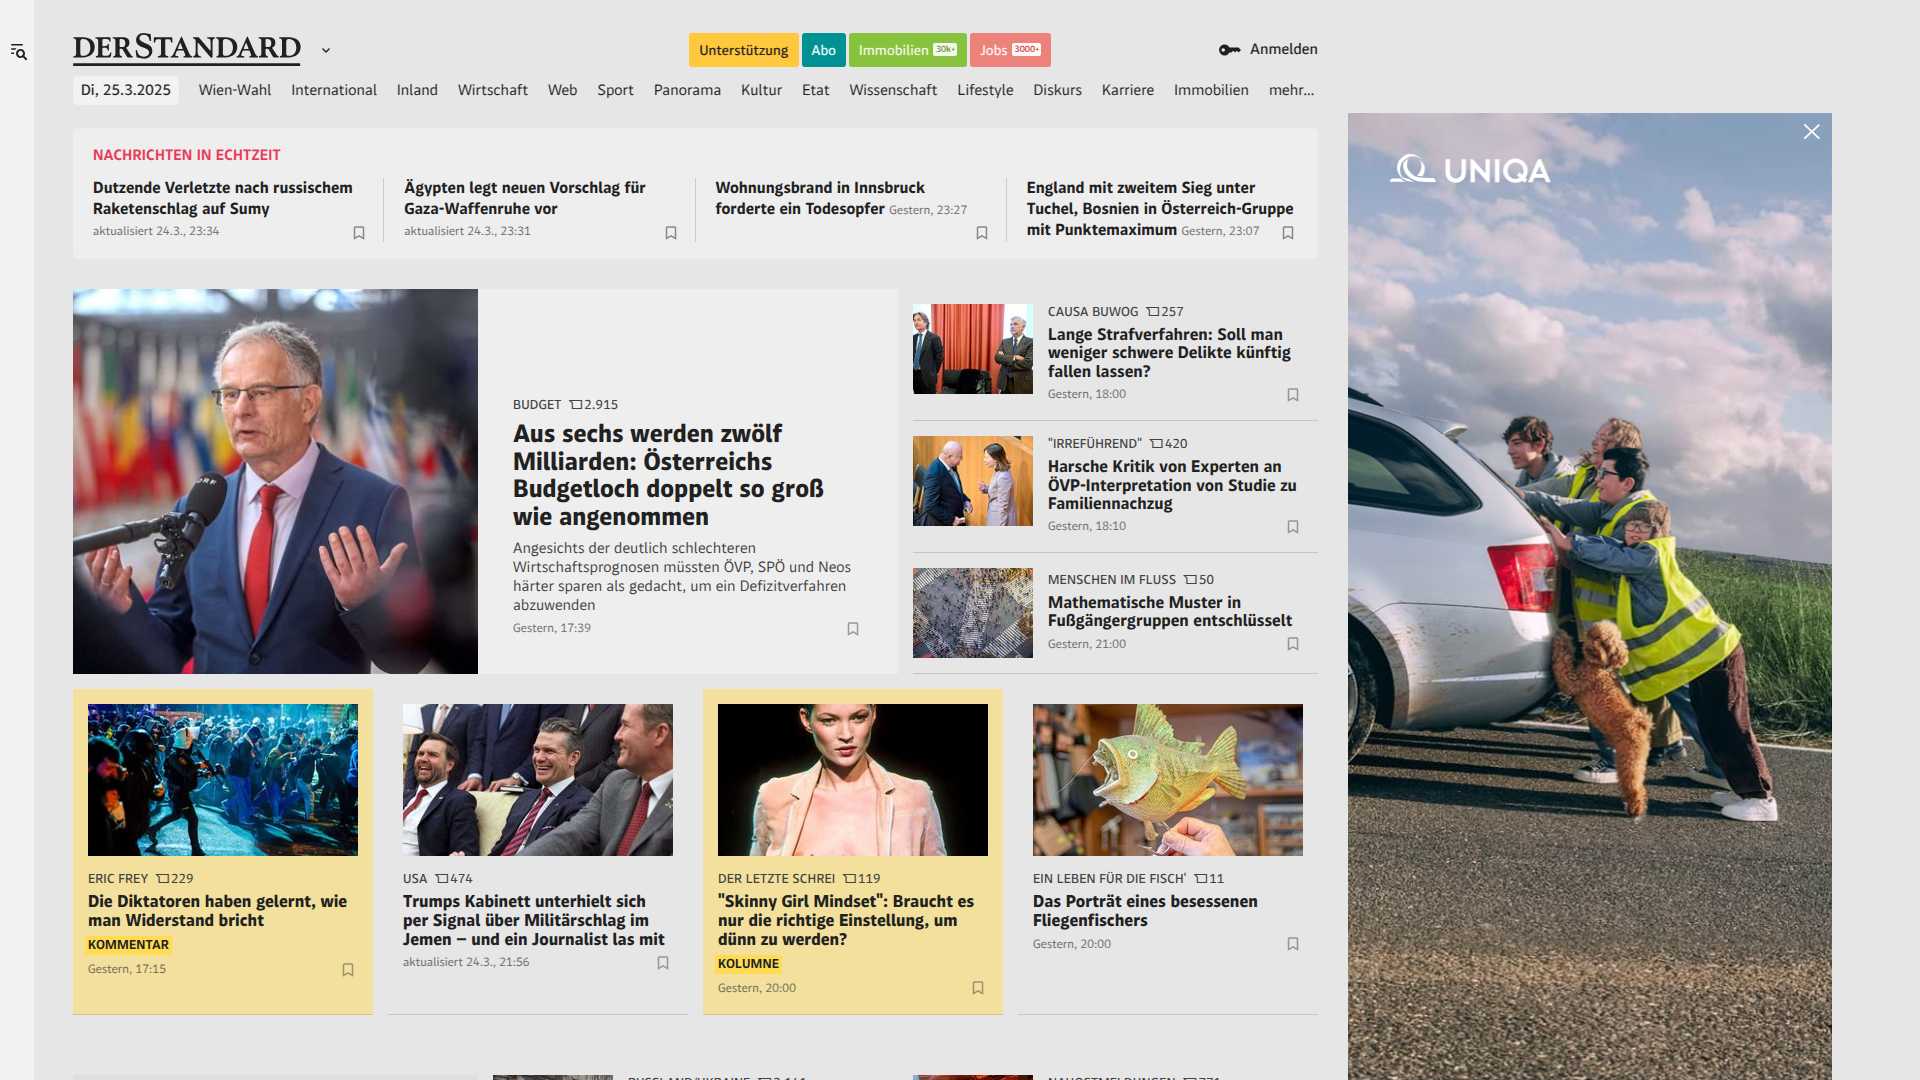 DERSTANDARD
Unterstützung
Abo
Immobilien 30k+
Jobs 3000+
Anmelden
Di, 25.3.2025
Wien-Wahl
International
Inland
Wirtschaft
Web
Sport
Panorama
Kultur
Etat
Wissenschaft
Lifestyle
Diskurs
Karriere
Immobilien
mehr...
NACHRICHTEN IN ECHTZEIT
Dutzende Verletzte nach russischem
Raketenschlag auf Sumy
aktualisiert 24.3., 23:34
Ägypten legt neuen Vorschlag für
Gaza-Waffenruhe vor
aktualisiert 24.3., 23:31
Wohnungsbrand in Innsbruck
forderte ein Todesopfer Gestern, 23:27
England mit zweitem Sieg unter
Tuchel, Bosnien in Österreich-Gruppe
mit Punktemaximum Gestern, 23:07
UNIQA
ORF
BUDGET 2.915
Aus sechs werden zwölf
Milliarden: Österreichs
Budgetloch doppelt so groß
wie angenommen
Angesichts der deutlich schlechteren
Wirtschaftsprognosen müssten ÖVP, SPÖ und Neos
härter sparen als gedacht, um ein Defizitverfahren
abzuwenden
Gestern, 17:39
CAUSA BUWOG 257
Lange Strafverfahren: Soll man
weniger schwere Delikte künftig
fallen lassen?
Gestern, 18:00
"IRREFÜHREND" 420
Harsche Kritik von Experten an
ÖVP-Interpretation von Studie zu
Familiennachzug
Gestern, 18:10
MENSCHEN IM FLUSS 50
Mathematische Muster in
Fußgängergruppen entschlüsselt
Gestern, 21:00
ERIC FREY 229
Die Diktatoren haben gelernt, wie
man Widerstand bricht
KOMMENTAR
Gestern, 17:15
USA 474
Trumps Kabinett unterhielt sich
per Signal über Militärschlag im
Jemen – und ein Journalist las mit
aktualisiert 24.3., 21:56
DER LETZTE SCHREI 119
"Skinny Girl Mindset": Braucht es
nur die richtige Einstellung, um
dünn zu werden?
KOLUMNE
Gestern, 20:00
EIN LEBEN FÜR DIE FISCH' 11
Das Porträt eines besessenen
Fliegenfischers
Gestern, 20:00